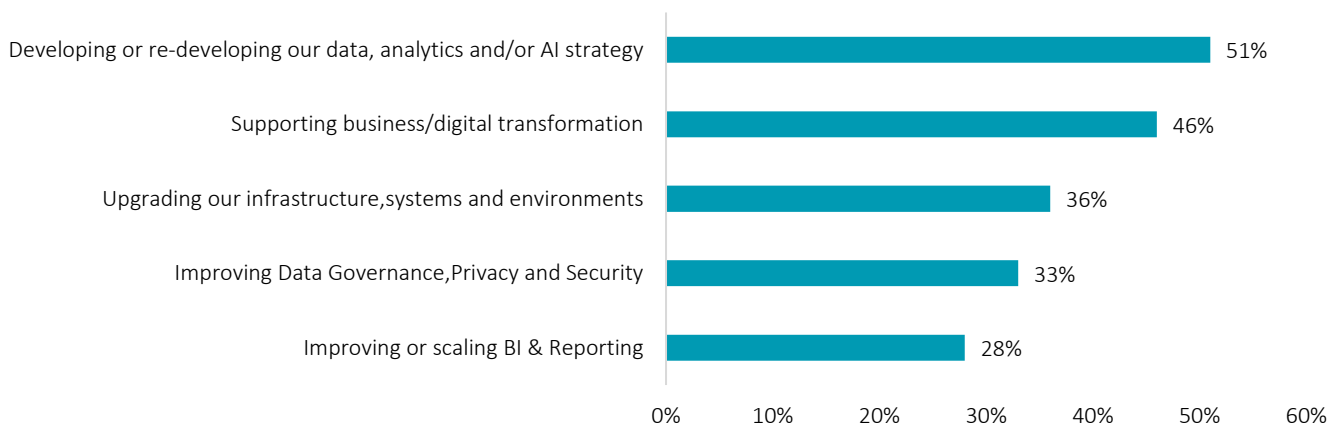 Developing or re-developing our data, analytics and/or AI strategy 51%
Supporting business/digital transformation 46%
Upgrading our infrastructure,systems and environments 36%
Improving Data Governance,Privacy and Security 33%
Improving or scaling BI & Reporting 28%
0% 10% 20% 30% 40% 50% 60%